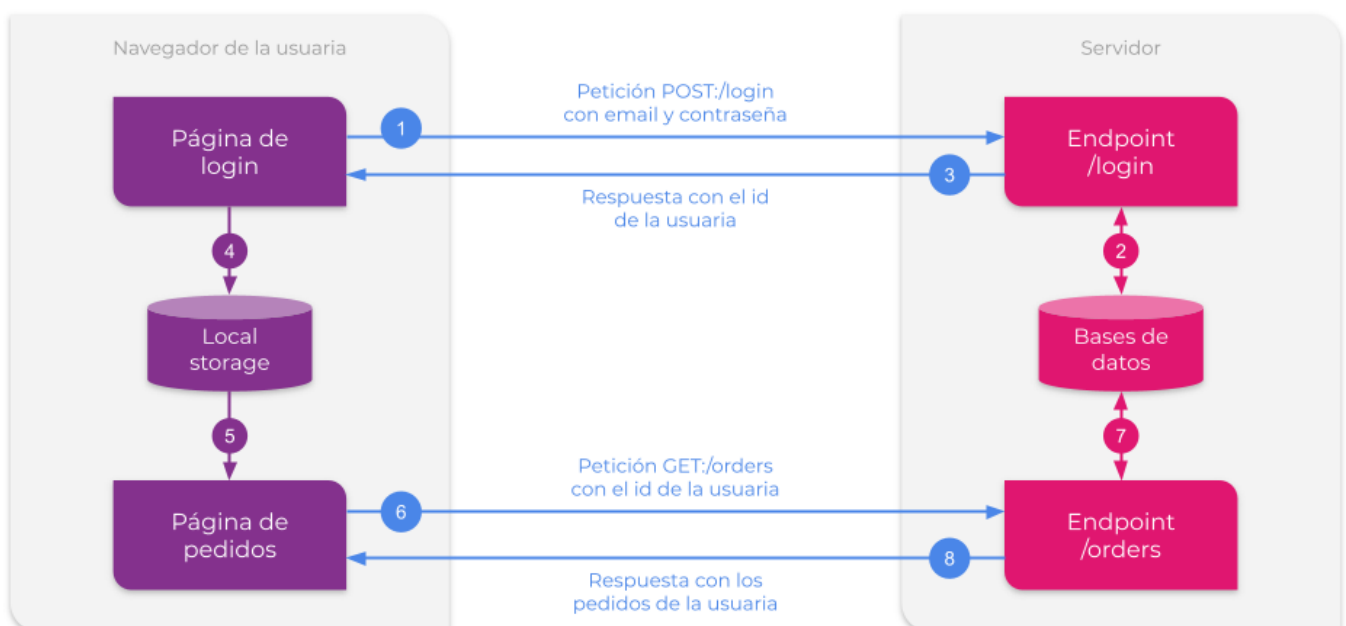 Navegador de la usuaria
Servidor
Petición POST:/login
con email y contraseña
Página de
login
1
Endpoint
/login
3
Respuesta con el id
de la usuaria
4
2
Local
storage
Bases de
datos
5
7
Petición GET:/orders
con el id de la usuaria
Página de
pedidos
6
Endpoint
/orders
8
Respuesta con los
pedidos de la usuaria